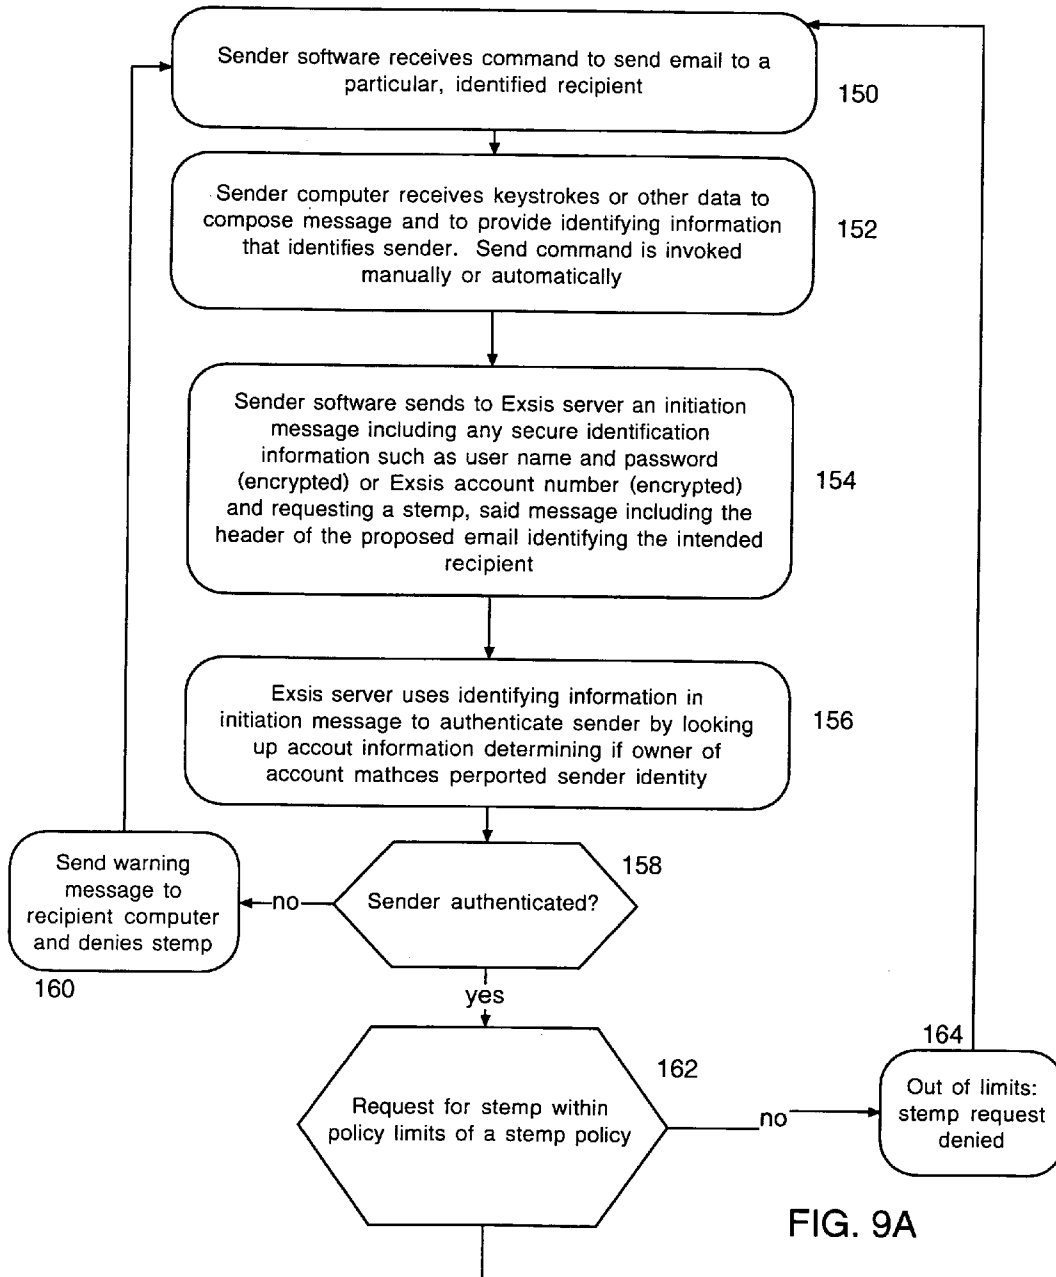 Sender software receives command to send email to a
particular, identified recipient
150
Sender computer receives keystrokes or other data to
compose message and to provide identifying information
that identifies sender. Send command is invoked
manually or automatically
152
Sender software sends to Exsis server an initiation
message including any secure identification
information such as user name and password
(encrypted) or Exsis account number (encrypted)
and requesting a stemp, said message including the
header of the proposed email identifying the intended
recipient
154
Exsis server uses identifying information in
initiation message to authenticate sender by looking
up accout information determining if owner of
account mathces perported sender identity
156
Sender authenticated?
158
no
Send warning
message to
recipient computer
and denies stemp
160
yes
Request for stemp within
policy limits of a stemp policy
162
no
164
Out of limits:
stemp request
denied
FIG. 9A